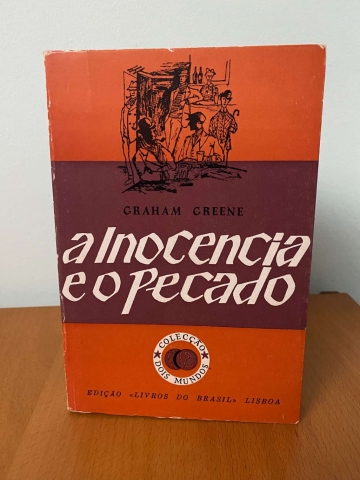 GRAHAM GREENE
a Inocencia
e o Pecado
COLECÇÃO
DOIS MUNDOS
EDIÇÃO «LIVROS DO BRASIL» LISBOA